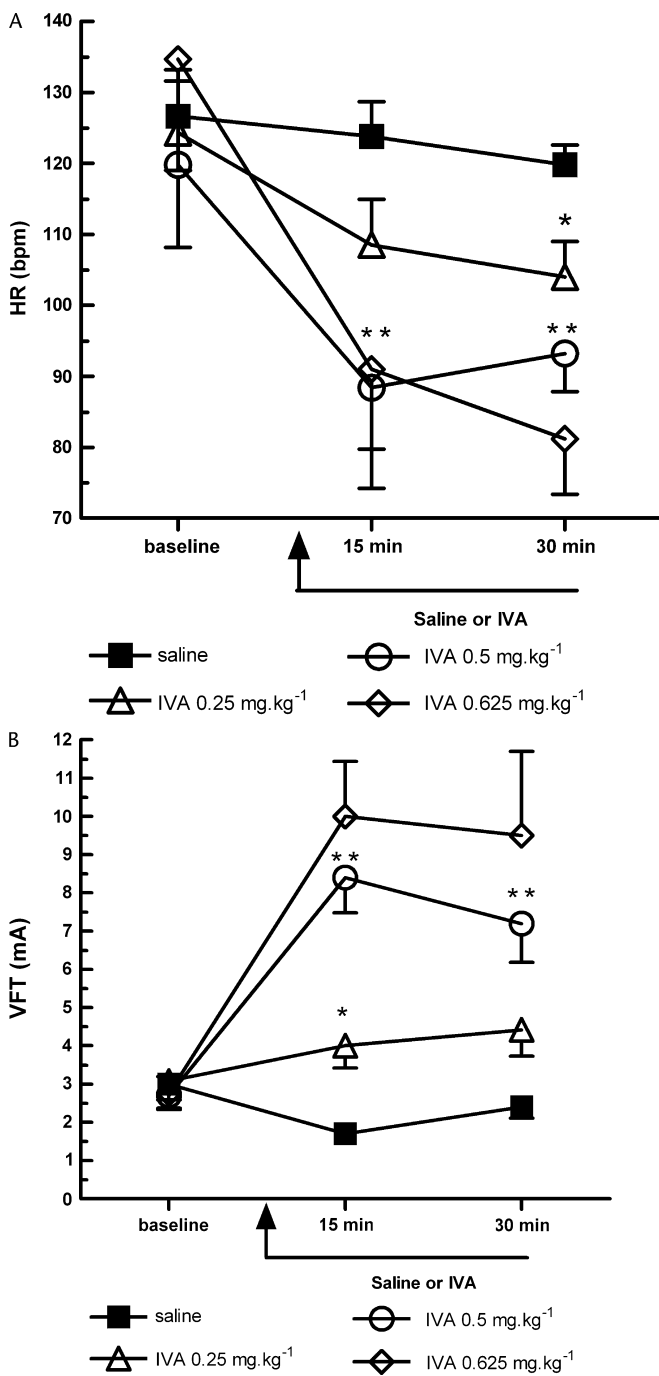 A
140
130
120
110
100
90
80
70
HR (bpm)
* *
*
* *
baseline 15 min 30 min
Saline or IVA
saline IVA 0.5 mg.kg-1
IVA 0.25 mg.kg-1 IVA 0.625 mg.kg-1
B
12
11
10
9
8
7
6
5
4
3
2
1
0
VFT (mA)
* *
* *
*
baseline 15 min 30 min
Saline or IVA
saline IVA 0.5 mg.kg-1
IVA 0.25 mg.kg-1 IVA 0.625 mg.kg-1